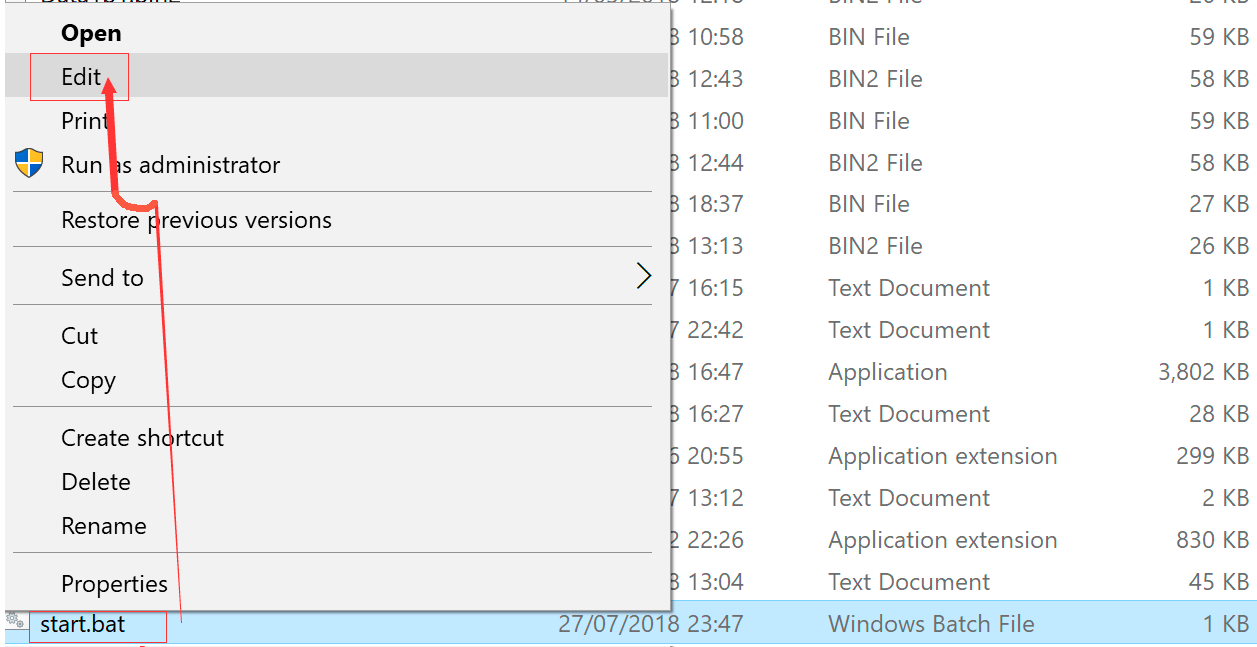 Open
Edit
Print
Run as administrator
Restore previous versions
Send to
Cut
Copy
Create shortcut
Delete
Rename
Properties
8 10:58 BIN File 59 KB
8 12:43 BIN2 File 58 KB
8 11:00 BIN File 59 KB
8 12:44 BIN2 File 58 KB
8 18:37 BIN File 27 KB
8 13:13 BIN2 File 26 KB
7 16:15 Text Document 1 KB
7 22:42 Text Document 1 KB
8 16:47 Application 3,802 KB
8 16:27 Text Document 28 KB
6 20:55 Application extension 299 KB
7 13:12 Text Document 2 KB
2 22:26 Application extension 830 KB
8 13:04 Text Document 45 KB
start.bat 27/07/2018 23:47 Windows Batch File 1 KB